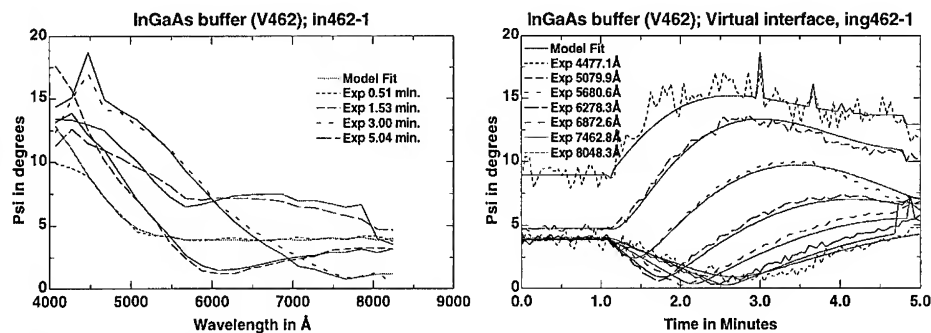 InGaAs buffer (V462); in462-1
20
15
10
5
0
Psi in degrees
Model Fit
Exp 0.51 min.
Exp 1.53 min.
Exp 3.00 min.
Exp 5.04 min.
4000 5000 6000 7000 8000 9000
Wavelength in Å
InGaAs buffer (V462); Virtual interface, ing462-1
20
15
10
5
0
Psi in degrees
Model Fit
Exp 4477.1Å
Exp 5079.9Å
Exp 5680.6Å
Exp 6278.3Å
Exp 6872.6Å
Exp 7462.8Å
Exp 8048.3Å
0.0 1.0 2.0 3.0 4.0 5.0
Time in Minutes